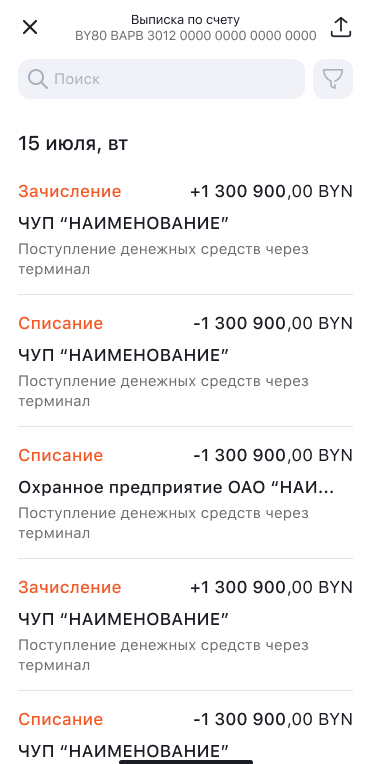 Выписка по счету
BY80 BAPB 3012 0000 0000 0000 0000
Поиск
15 июля, вт
Зачисление +1 300 900,00 BYN
ЧУП “НАИМЕНОВАНИЕ”
Поступление денежных средств через
терминал
Списание -1 300 900,00 BYN
ЧУП “НАИМЕНОВАНИЕ”
Поступление денежных средств через
терминал
Списание -1 300 900,00 BYN
Охранное предприятие ОАО “НАИ...
Поступление денежных средств через
терминал
Зачисление +1 300 900,00 BYN
ЧУП “НАИМЕНОВАНИЕ”
Поступление денежных средств через
терминал
Списание -1 300 900,00 BYN
ЧУП “НАИМЕНОВАНИЕ”